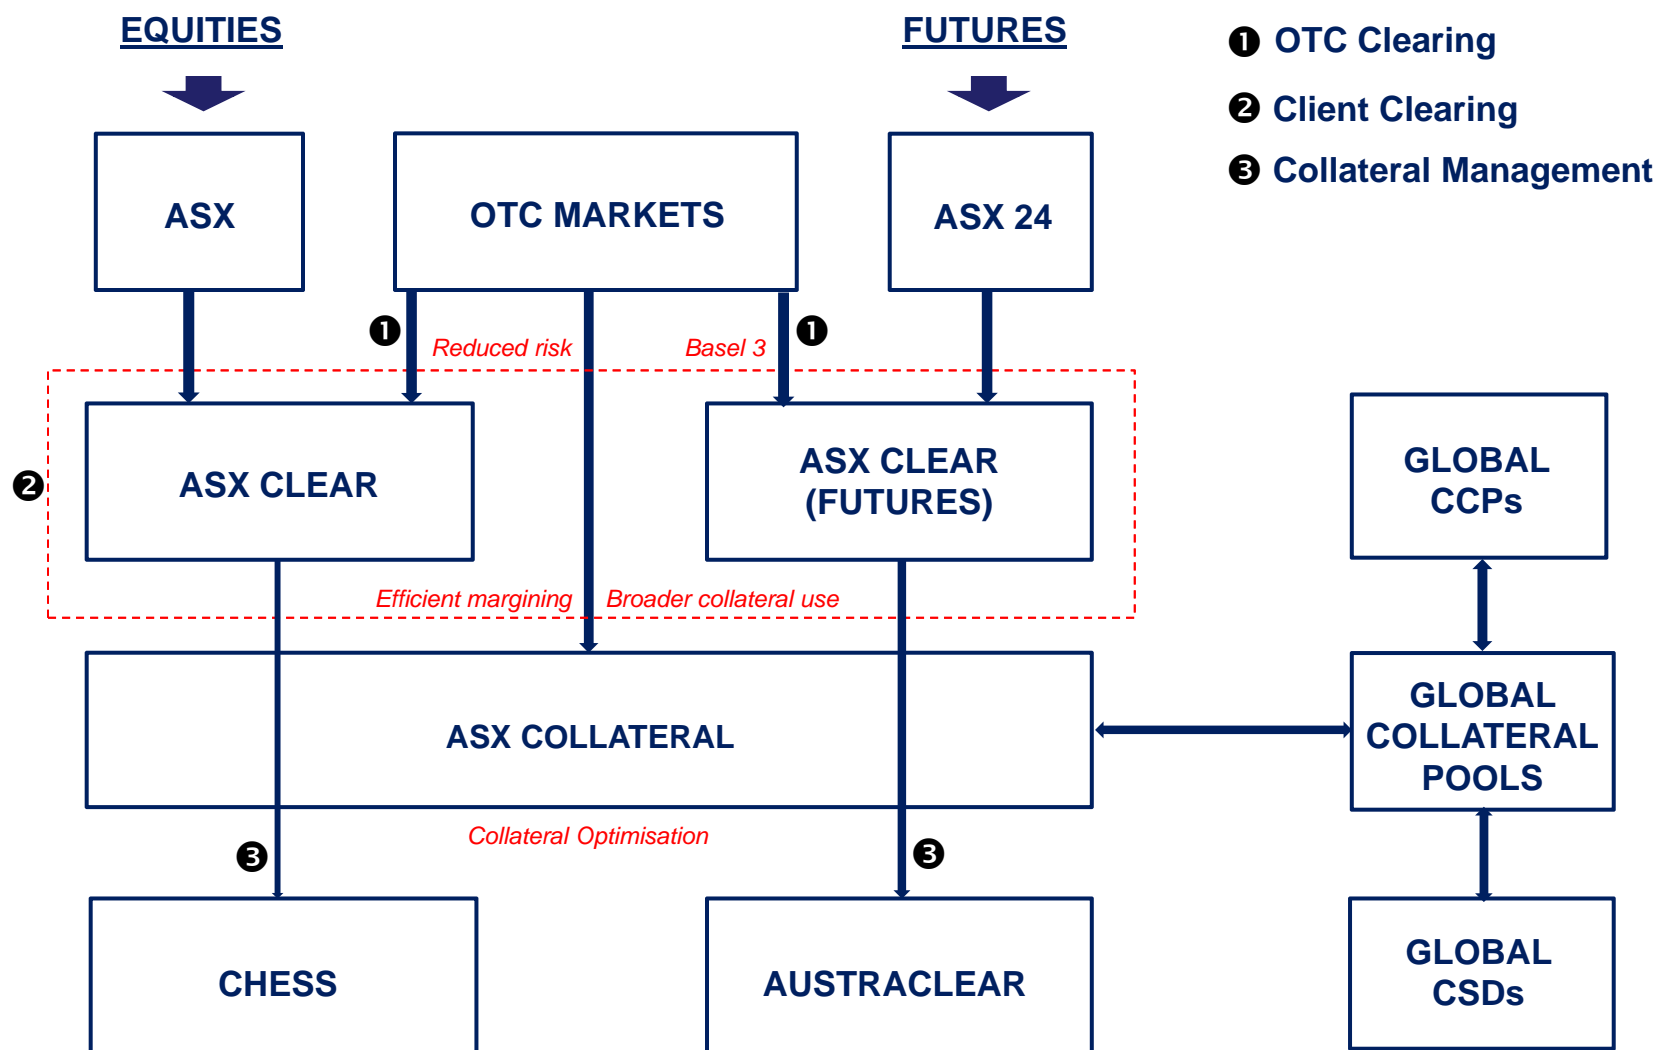 EQUITIES
FUTURES
❶ OTC Clearing
❷ Client Clearing
❸ Collateral Management
ASX
OTC MARKETS
ASX 24
❶
❶
Reduced risk
Basel 3
❷
ASX CLEAR
ASX CLEAR
(FUTURES)
GLOBAL
CCPs
Efficient margining
Broader collateral use
ASX COLLATERAL
GLOBAL
COLLATERAL
POOLS
Collateral Optimisation
❸
❸
CHESS
AUSTRACLEAR
GLOBAL
CSDs